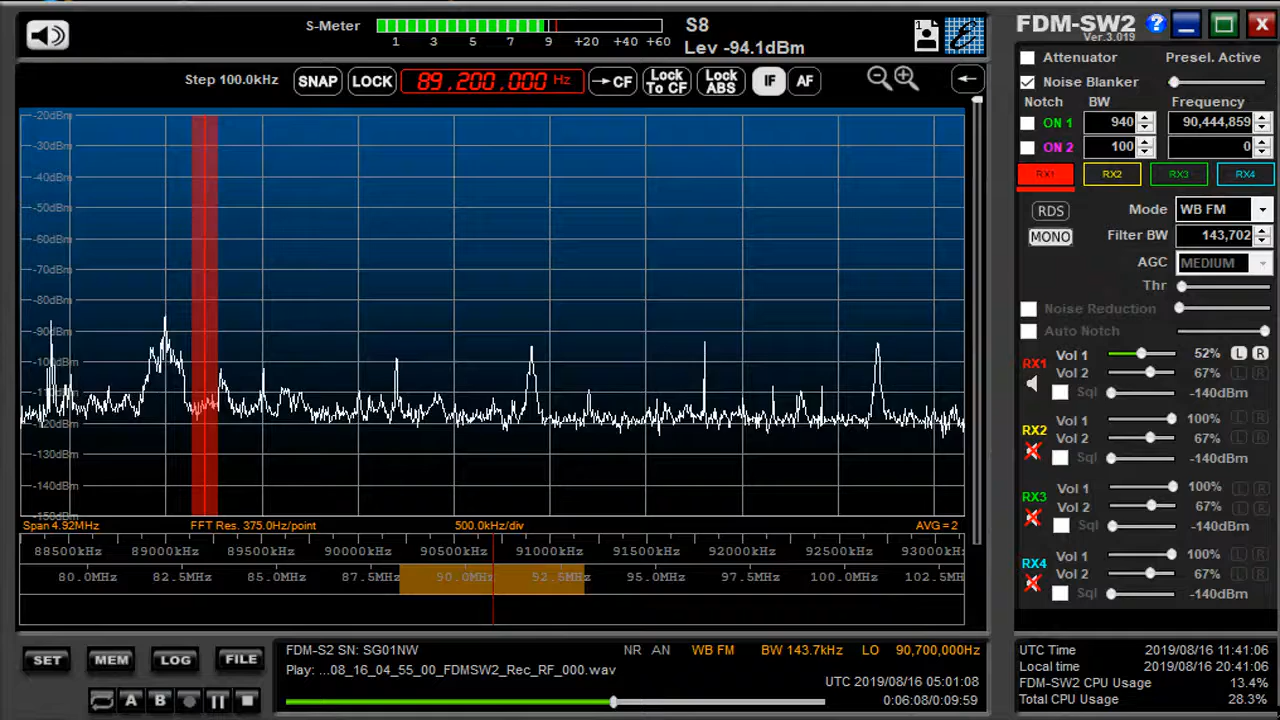 S-Meter
1 3 5 7 9 +20 +40 +60
S8
Lev -94.1dBm
1
FDM-SW2
Ver.3.019
?
X
Step 100.0kHz
SNAP
LOCK
89,200.000 Hz
→CF
Lock To CF
Lock ABS
IF
AF
←
-20dBm
-30dBm
-40dBm
-50dBm
-60dBm
-70dBm
-80dBm
-90dBm
-100dBm
-110dBm
-120dBm
-130dBm
-140dBm
-150dBm
Span 4.92MHz
FFT Res. 375.0Hz/point
500.0kHz/div
AVG=2
88500kHz 89000kHz 89500kHz 90000kHz 90500kHz 91000kHz 91500kHz 92000kHz 92500kHz 93000kHz
80.0MHz 82.5MHz 85.0MHz 87.5MHz 90.0MHz 92.5MHz 95.0MHz 97.5MHz 100.0MHz 102.5MH
Attenuator
Presel. Active
Noise Blanker
Notch BW Frequency
ON 1 940 90,444,859
ON 2 100 0
RX1 RX2 RX3 RX4
RDS
Mode WB FM
MONO
Filter BW 143,702
AGC MEDIUM
Thr
Noise Reduction
Auto Notch
RX1
Vol 1 52% L R
Vol 2 67% L R
Sql -140dBm
RX2
Vol 1 100% L R
Vol 2 67% L R
Sql -140dBm
RX3
Vol 1 100% L R
Vol 2 67% L R
Sql -140dBm
RX4
Vol 1 100% L R
Vol 2 67% L R
Sql -140dBm
SET
MEM
LOG
FILE
A
B
FDM-S2 SN: SG01NW
NR AN
WB FM
BW 143.7kHz
LO 90,700,000Hz
Play: ...08_16_04_55_00_FDMSW2_Rec_RF_000.wav
UTC 2019/08/16 05:01:08
0:06:08/0:09:59
UTC Time 2019/08/16 11:41:06
Local time 2019/08/16 20:41:06
FDM-SW2 CPU Usage 13.4%
Total CPU Usage 28.3%